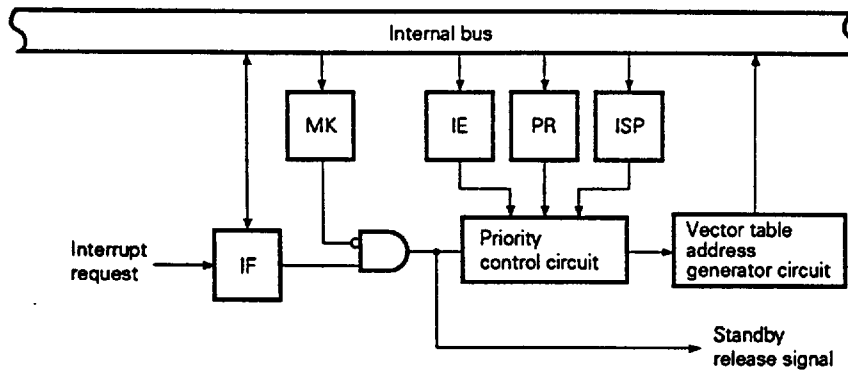 Internal bus
MK
IE
PR
ISP
Interrupt
request
IF
Priority
control circuit
Vector table
address
generator circuit
Standby
release signal